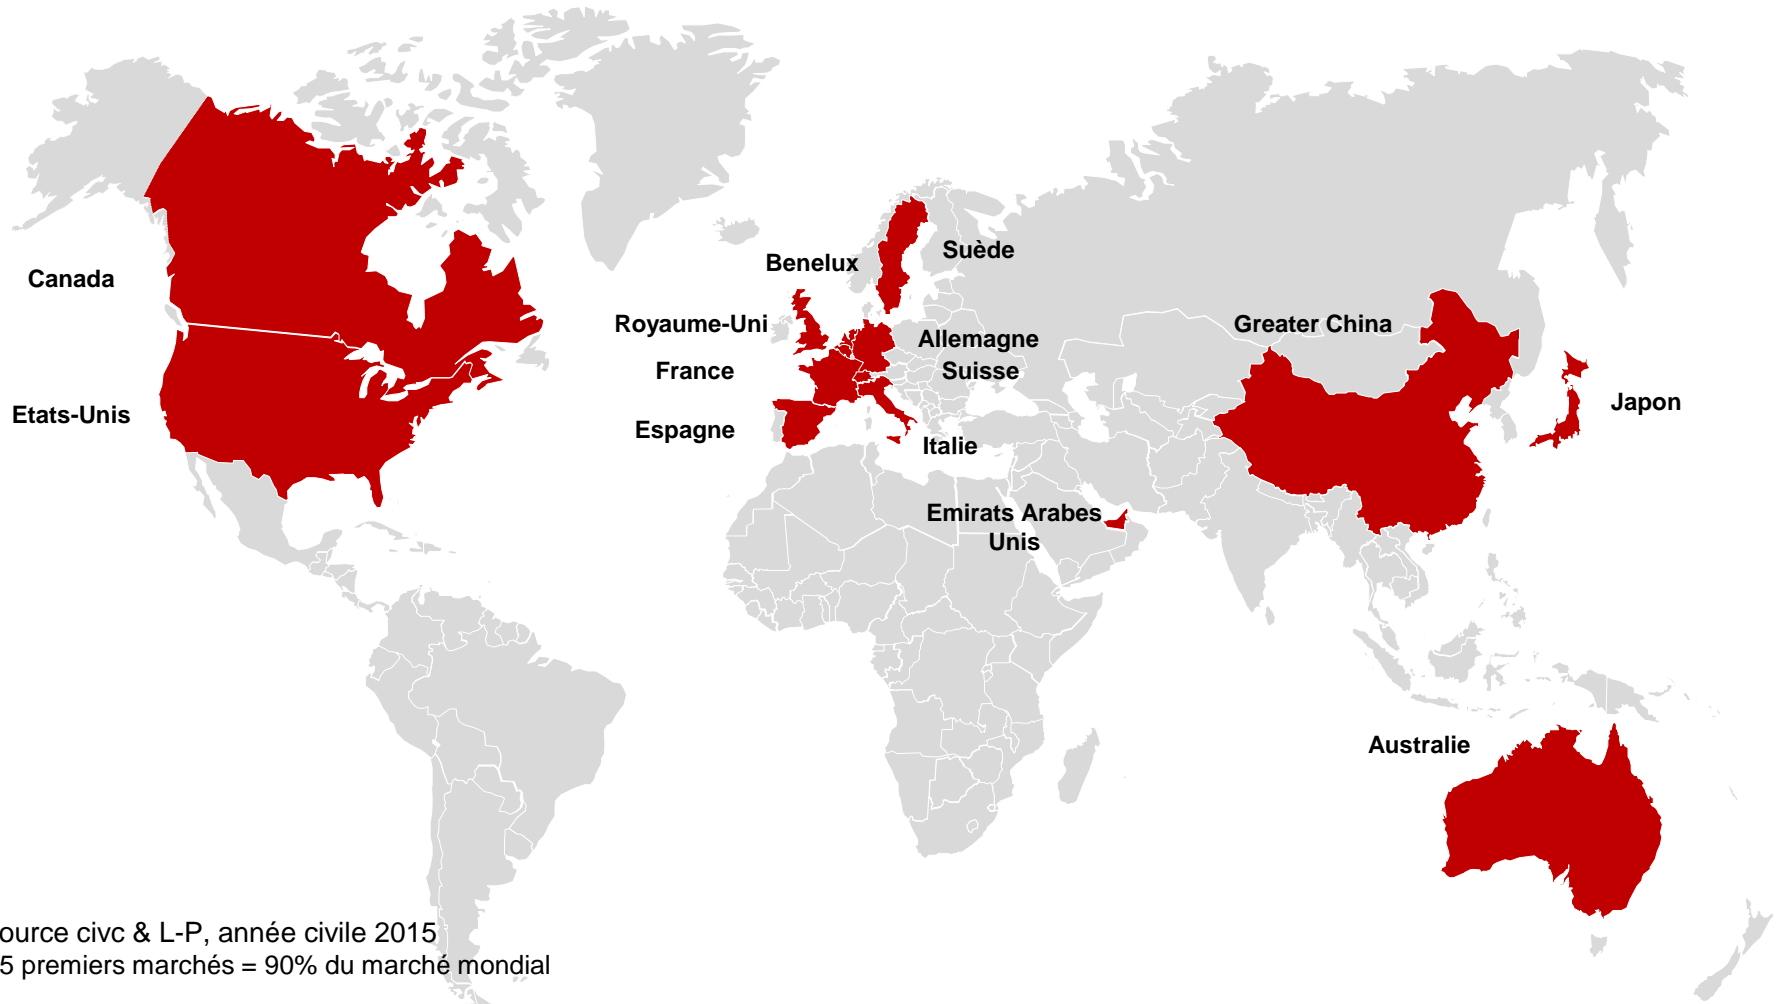 Canada
Etats-Unis
Benelux
Suède
Royaume-Uni
Allemagne
France
Suisse
Espagne
Italie
Emirats Arabes
Unis
Greater China
Japon
Australie
ource civc & L-P, année civile 2015
5 premiers marchés = 90% du marché mondial